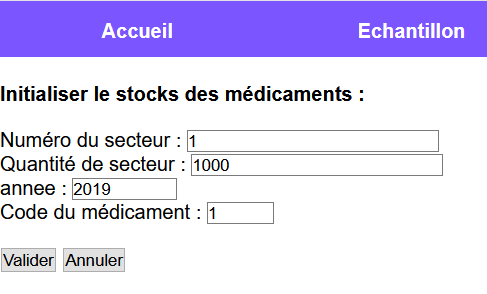 Accueil Echantillon
Initialiser le stocks des médicaments :
Numéro du secteur : 1
Quantité de secteur : 1000
annee : 2019
Code du médicament : 1
Valider Annuler